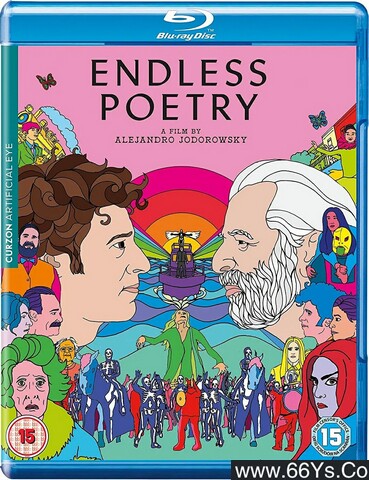 Blu-ray Disc
ENDLESS
POETRY
A FILM BY
ALEJANDRO JODOROWSKY
CURZON ARTIFICIAL EYE
15
15
www.66Ys.Co